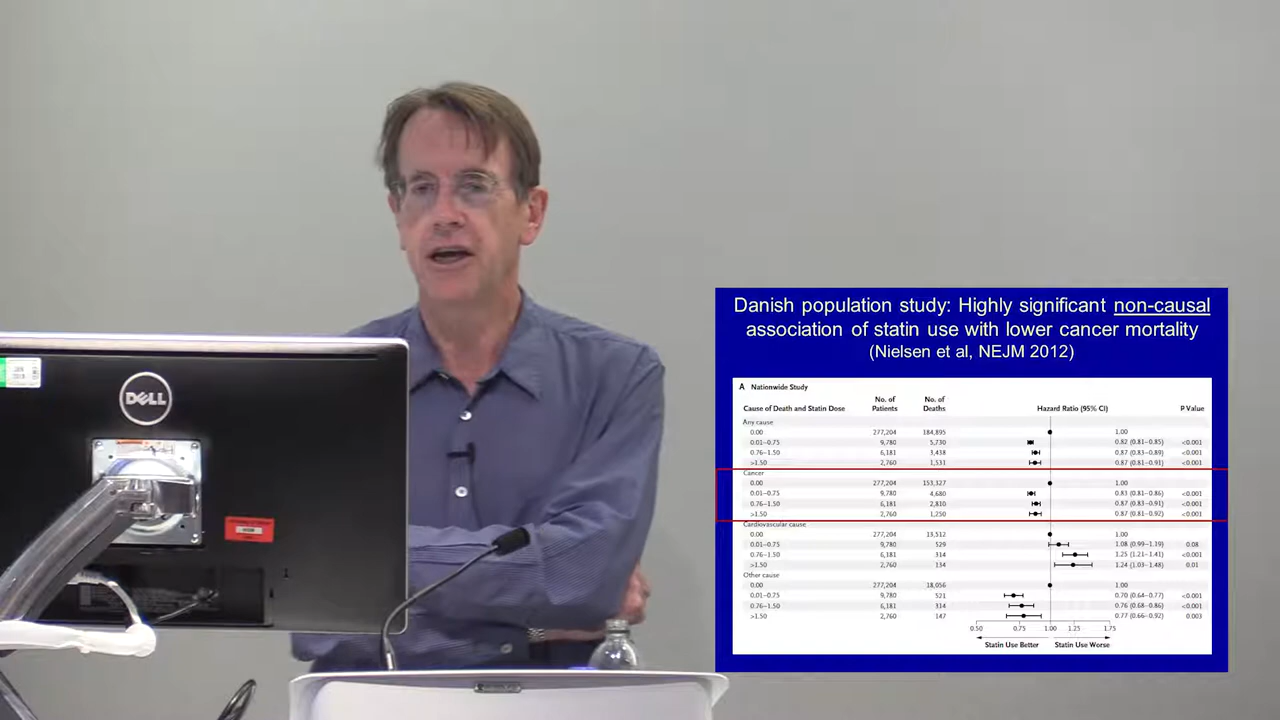 DELL
Danish population study: Highly significant non-causal
association of statin use with lower cancer mortality
(Nielsen et al, NEJM 2012)
A Nationwide Study
Cause of Death and Statin Dose No. of Patients No. of Deaths Hazard Ratio (95% CI) P Value
Any cause
0.00 277,204 184,895 1.00
0.01–0.75 9,780 5,730 0.82 (0.81–0.85) <0.001
0.76–1.50 6,181 3,438 0.87 (0.83–0.89) <0.001
>1.50 2,760 1,531 0.87 (0.81–0.91) <0.001
Cancer
0.00 277,204 153,327 1.00
0.01–0.75 9,780 4,680 0.83 (0.81–0.86) <0.001
0.76–1.50 6,181 2,810 0.87 (0.83–0.92) <0.001
>1.50 2,760 1,250 0.87 (0.81–0.92) <0.001
Cardiovascular cause
0.00 277,204 13,512 1.00
0.01–0.75 9,780 529 1.08 (0.99–1.19) 0.08
0.76–1.50 6,181 314 1.25 (1.21–1.41) <0.001
>1.50 2,760 134 1.24 (1.03–1.48) 0.01
Other cause
0.00 277,204 18,056 1.00
0.01–0.75 9,780 521 0.70 (0.64–0.77) <0.001
0.76–1.50 6,181 314 0.76 (0.68–0.86) <0.001
>1.50 2,760 147 0.77 (0.66–0.92) 0.003
0.50 0.75 1.00 1.25 1.75
Statin Use Better Statin Use Worse